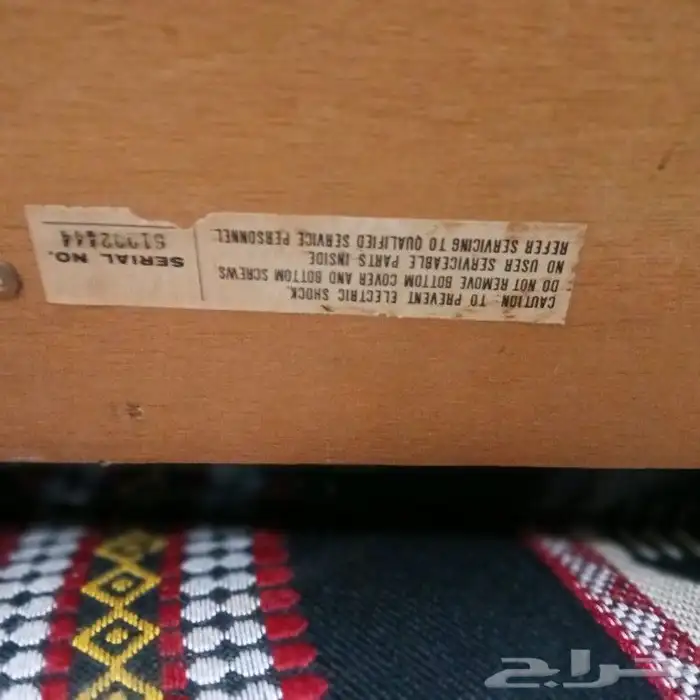 CAUTION: TO PREVENT ELECTRIC SHOCK,
DO NOT REMOVE BOTTOM COVER AND BOTTOM SCREWS
NO USER SERVICEABLE PARTS INSIDE
REFER SERVICING TO QUALIFIED SERVICE PERSONNEL
SERIAL NO.
حراج